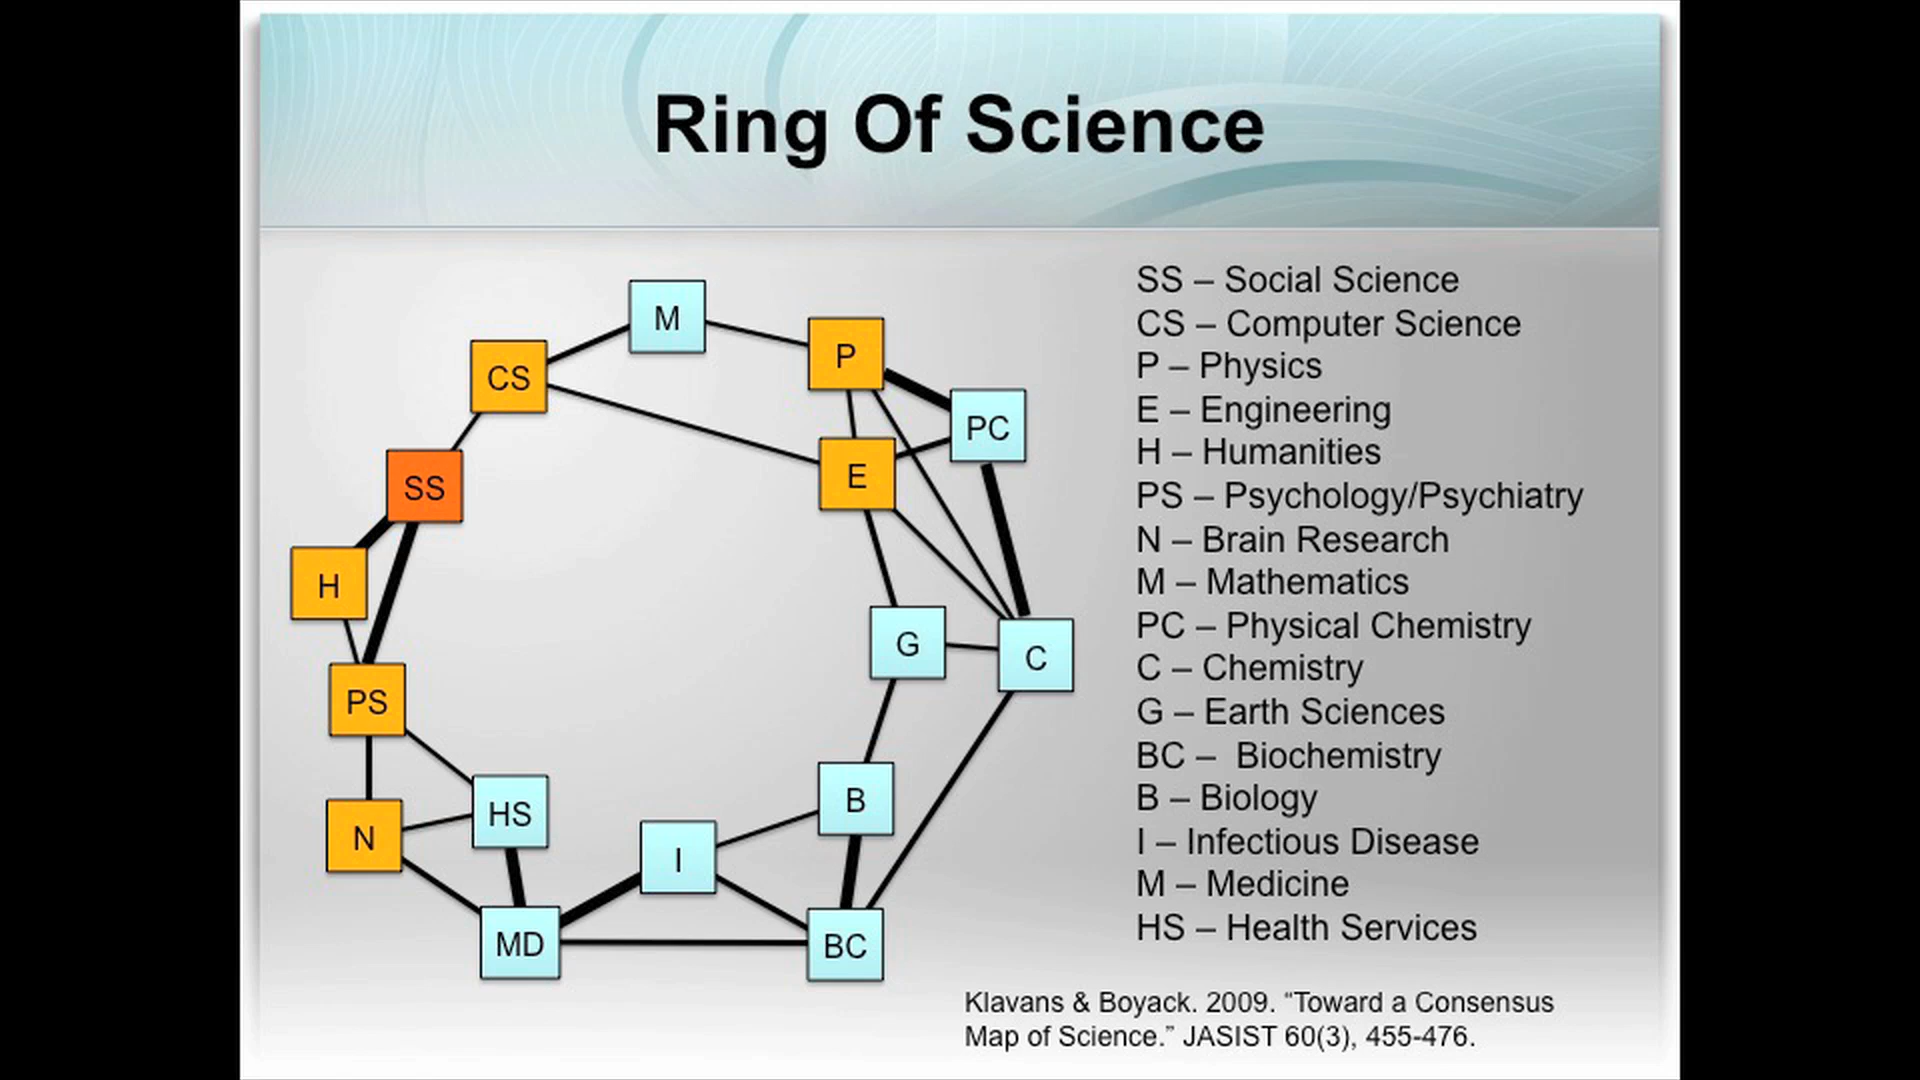 Ring Of Science
M
P
CS
PC
E
SS
H
G
C
PS
HS
B
N
I
MD
BC
SS – Social Science
CS – Computer Science
P – Physics
E – Engineering
H – Humanities
PS – Psychology/Psychiatry
N – Brain Research
M – Mathematics
PC – Physical Chemistry
C – Chemistry
G – Earth Sciences
BC –  Biochemistry
B – Biology
I – Infectious Disease
M – Medicine
HS – Health Services
Klavans & Boyack. 2009. “Toward a Consensus
Map of Science.” JASIST 60(3), 455-476.